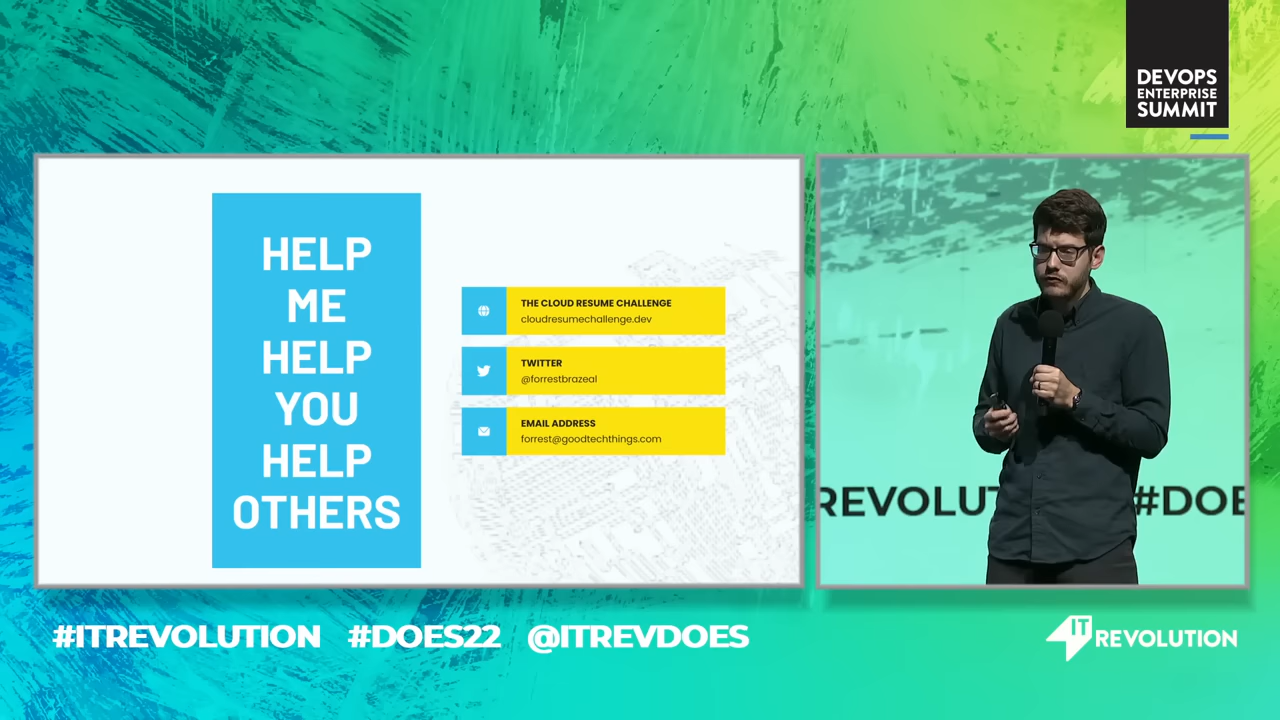 DEVOPS
ENTERPRISE
SUMMIT
HELP
ME
HELP
YOU
HELP
OTHERS
THE CLOUD RESUME CHALLENGE
cloudresumechallenge.dev
TWITTER
@forrestbrazeal
EMAIL ADDRESS
forrest@goodtechthings.com
REVOLUT #DOE
#ITREVOLUTION #DOES22 @ITREVDOES
IT REVOLUTION